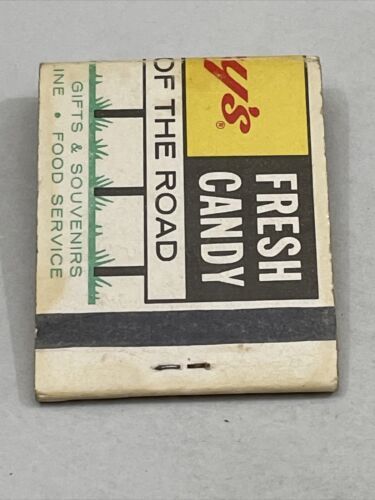 y's®
FRESH
CANDY
OF THE ROAD
GIFTS & SOUVENIRS
INE • FOOD SERVICE